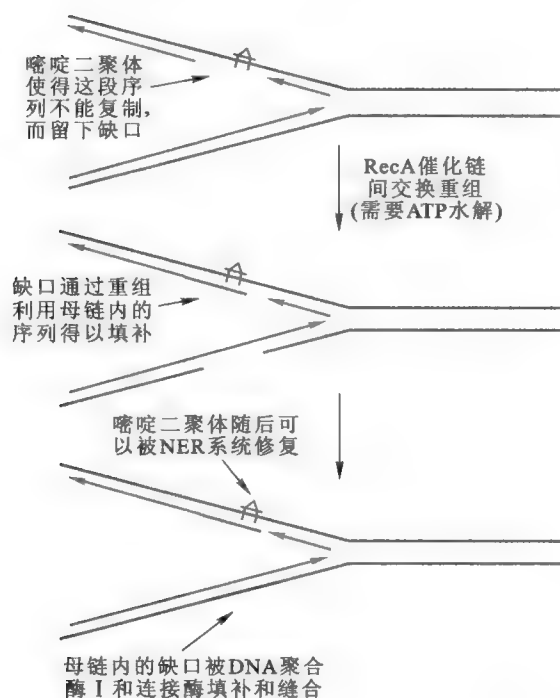 嘧啶二聚体
使得这段序
列不能复制，
而留下缺口
RecA催化链
间交换重组
(需要ATP水解)
缺口通过重组
利用母链内的
序列得以填补
嘧啶二聚体随后可
以被NER系统修复
母链内的缺口被DNA聚合
酶Ⅰ和连接酶填补和缝合